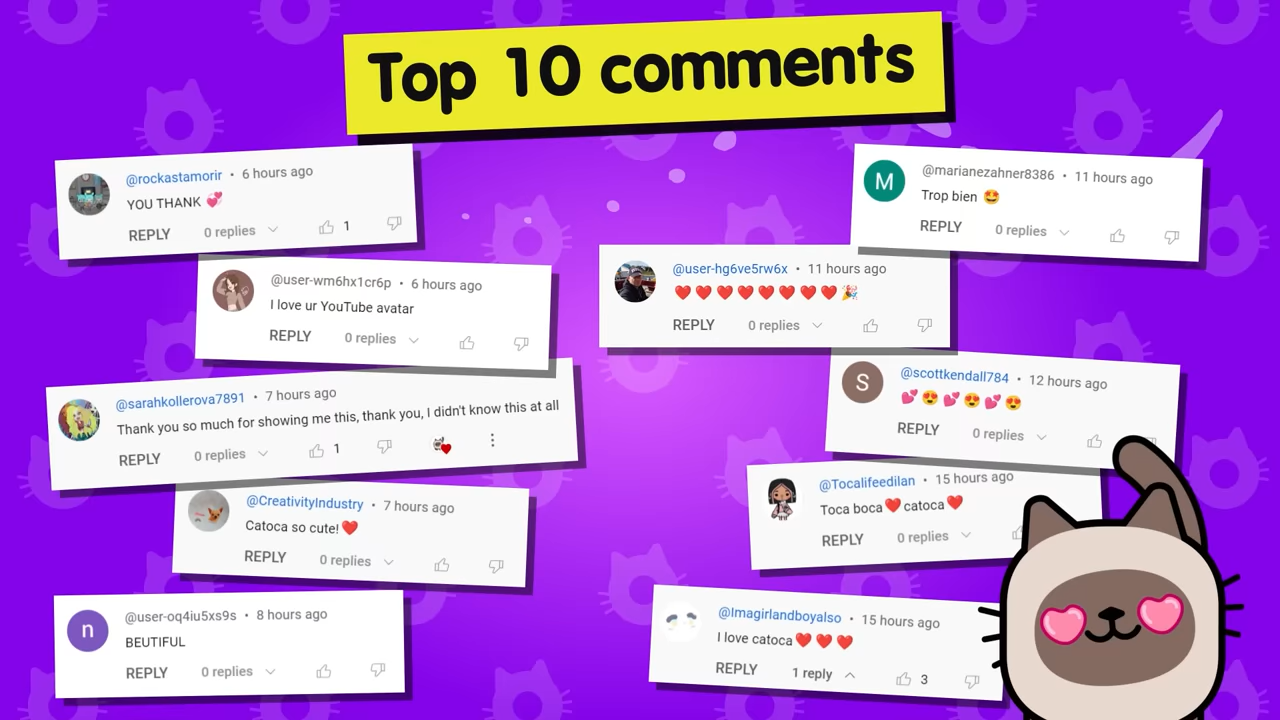 Top 10 comments
@rockastamorir • 6 hours ago
YOU THANK 💞
REPLY 0 replies 1
@user-wm6hx1cr6p • 6 hours ago
I love ur YouTube avatar
REPLY 0 replies
@sarahkollerova7891 • 7 hours ago
Thank you so much for showing me this, thank you, I didn't know this at all
REPLY 0 replies 1
@CreativityIndustry • 7 hours ago
Catoca so cute!❤️
REPLY 0 replies
n
@user-oq4iu5xs9s • 8 hours ago
BEUTIFUL
REPLY 0 replies
M
@marianezahner8386 • 11 hours ago
Trop bien 🤩
REPLY 0 replies
@user-hg6ve5rw6x • 11 hours ago
❤️❤️❤️❤️❤️❤️❤️❤️🎉
REPLY 0 replies
S
@scottkendall784 • 12 hours ago
💕😍💕😍💕😍
REPLY 0 replies
@Tocalifeedilan • 15 hours ago
Toca boca❤️catoca❤️
REPLY 0 replies
@Imagirlandboyalso • 15 hours ago
I love catoca❤️❤️❤️
REPLY 1 reply 3